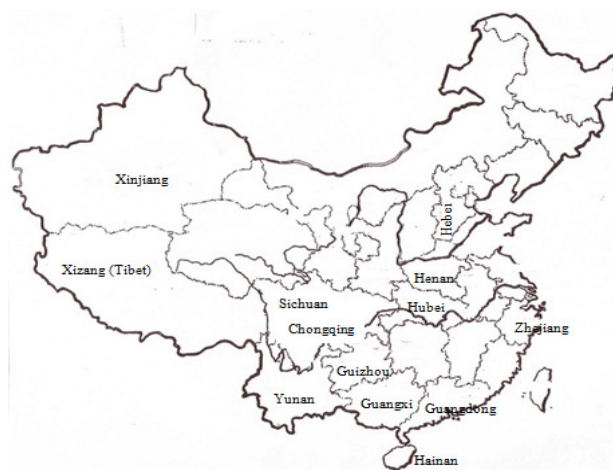 Xinjiang
Hebei
Xizang (Tibet)
Henan
Sichuan
Hubei
Chongqing
Zhejiang
Guizhou
Yunan
Guangxi
Guangdong
Hainan